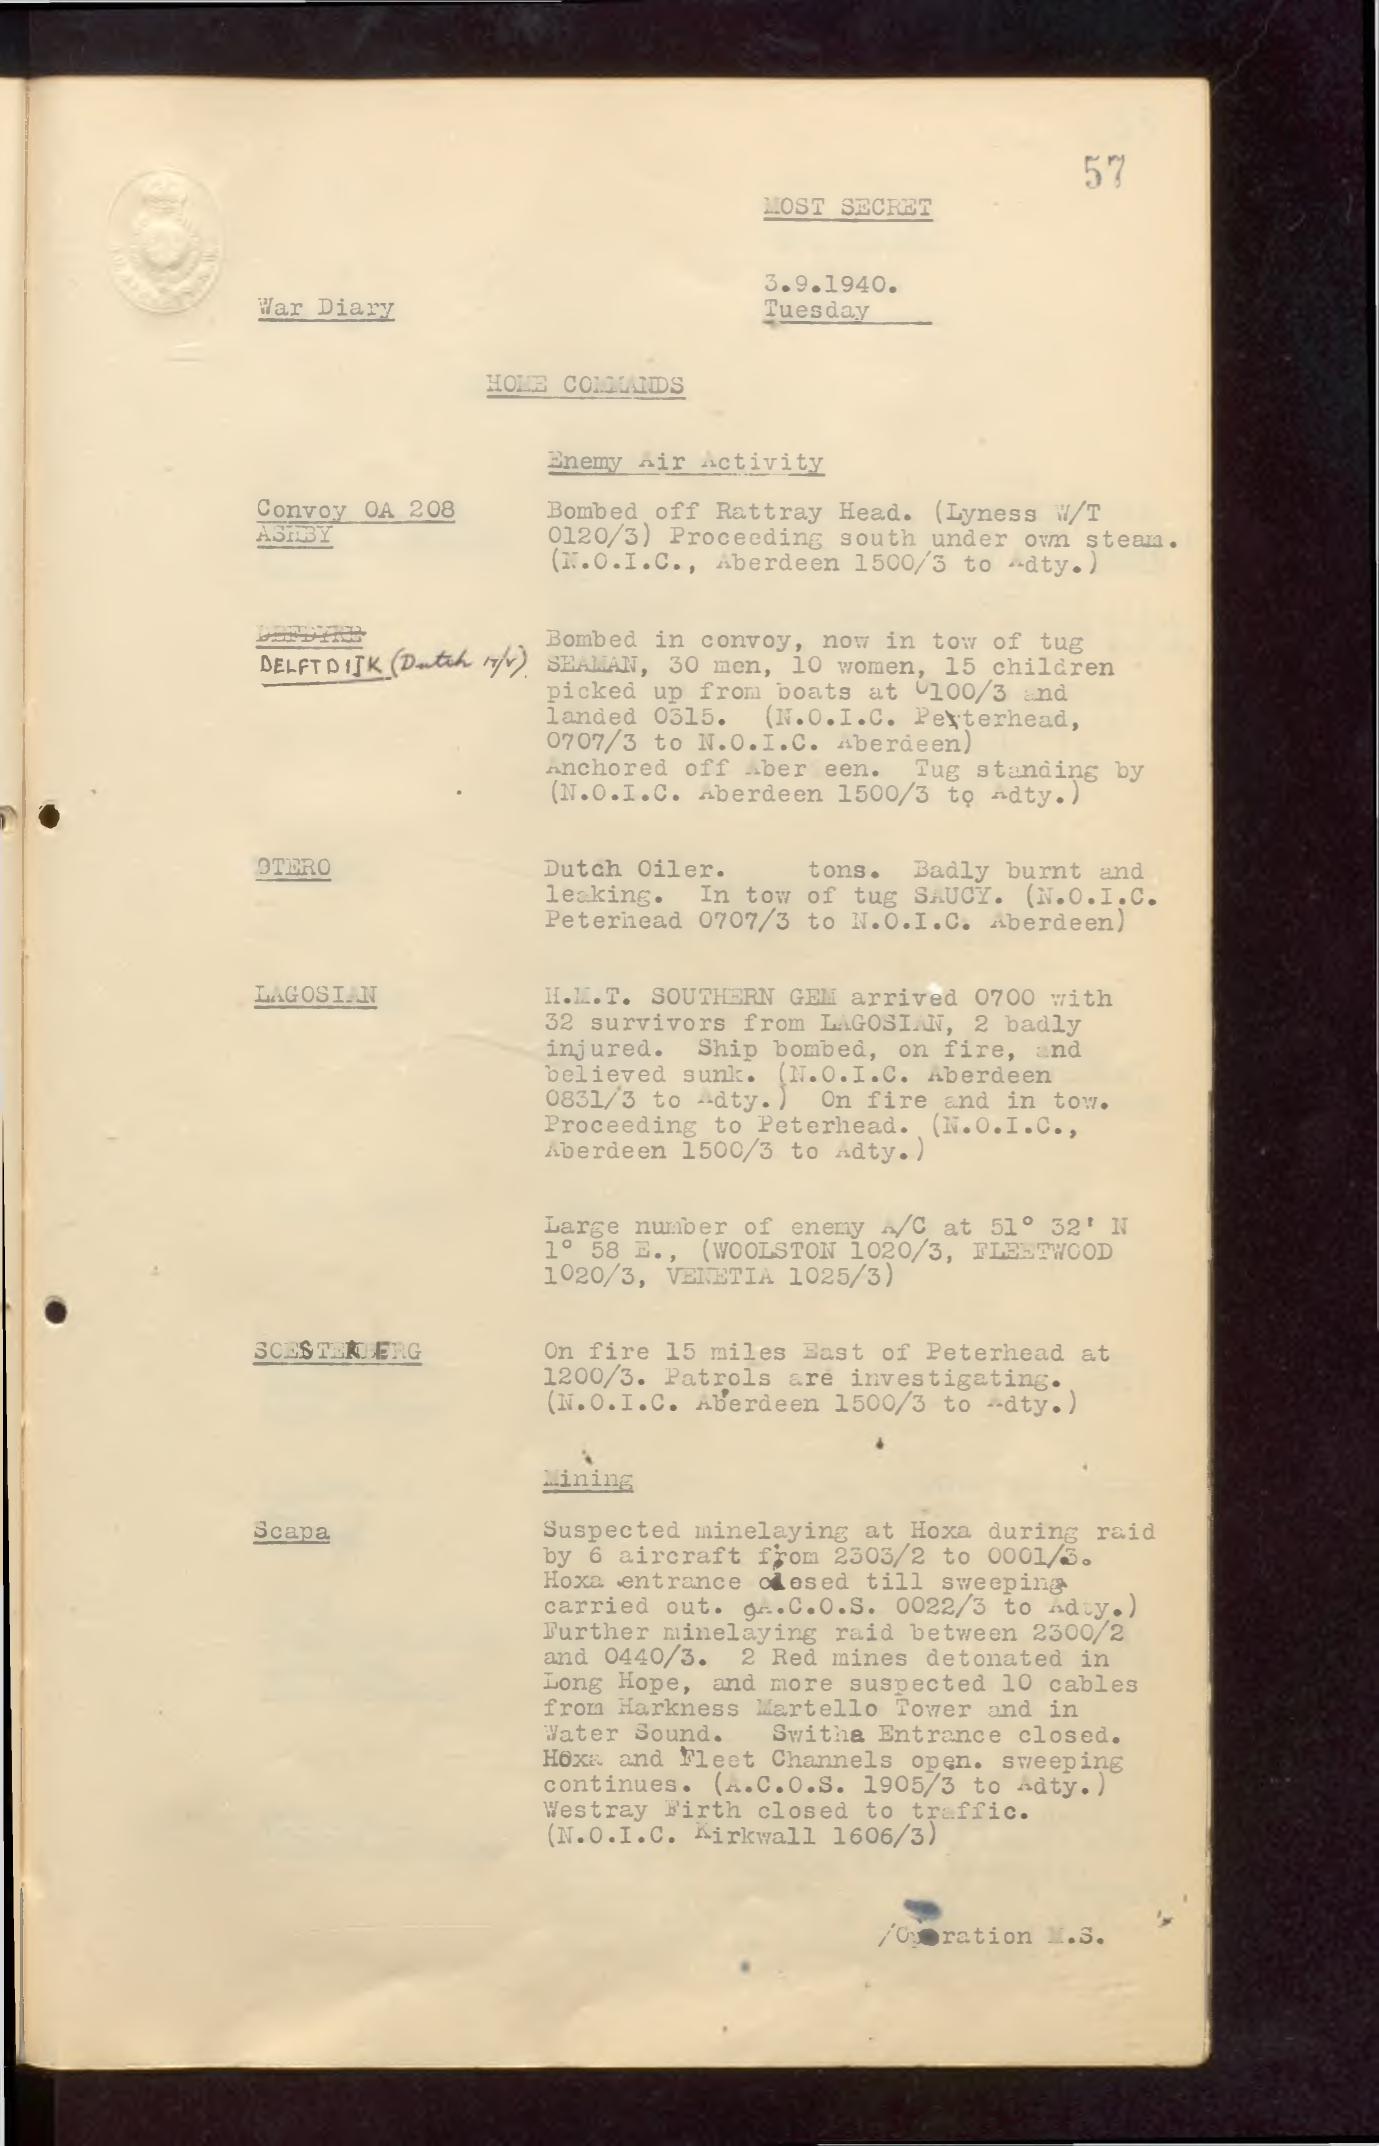 57
MOST SECRET
3.9.1940.
War Diary
Tuesday
HOME COMMANDS
Enemy Air Activity
Convoy OA 208 Bombed off Rattray Head. (Lyness W/T
ASHBY 0120/3) Proceeding south under own steam.
(N.O.I.C., Aberdeen 1500/3 to Adty.)
DELFTDIJK (Dutch M/V)
Bombed in convoy, now in tow of tug
SEAMAN, 30 men, 10 women, 15 children
picked up from boats at 0100/3 and
landed 0315. (N.O.I.C. Peterhead,
0707/3 to N.O.I.C. Aberdeen)
Anchored off Aber een. Tug standing by
(N.O.I.C. Aberdeen 1500/3 to Adty.)
OTERO Dutch Oiler. tons. Badly burnt and
leaking. In tow of tug SAUCY. (N.O.I.C.
Peterhead 0707/3 to N.O.I.C. Aberdeen)
LAGOSIAN H.M.T. SOUTHERN GEM arrived 0700 with
32 survivors from LAGOSIAN, 2 badly
injured. Ship bombed, on fire, and
believed sunk. (N.O.I.C. Aberdeen
0831/3 to Adty.) On fire and in tow.
Proceeding to Peterhead. (N.O.I.C.,
Aberdeen 1500/3 to Adty.)
Large number of enemy A/C at 51° 32' N
1° 58 E., (WOOLSTON 1020/3, FLEETWOOD
1020/3, VENETIA 1025/3)
On fire 15 miles East of Peterhead at
1200/3. Patrols are investigating.
(N.O.I.C. Aberdeen 1500/3 to Adty.)
Mining
Scapa Suspected minelaying at Hoxa during raid
by 6 aircraft from 2303/2 to 0001/3.
Hoxa entrance closed till sweeping
carried out. (A.C.O.S. 0022/3 to Adty.)
Further minelaying raid between 2300/2
and 0440/3. 2 Red mines detonated in
Long Hope, and more suspected 10 cables
from Harkness Martello Tower and in
Water Sound. Switha Entrance closed.
Hoxa and Fleet Channels open. sweeping
continues. (A.C.O.S. 1905/3 to Adty.)
Westray Firth closed to traffic.
(N.O.I.C. Kirkwall 1606/3)
/Operation M.S.